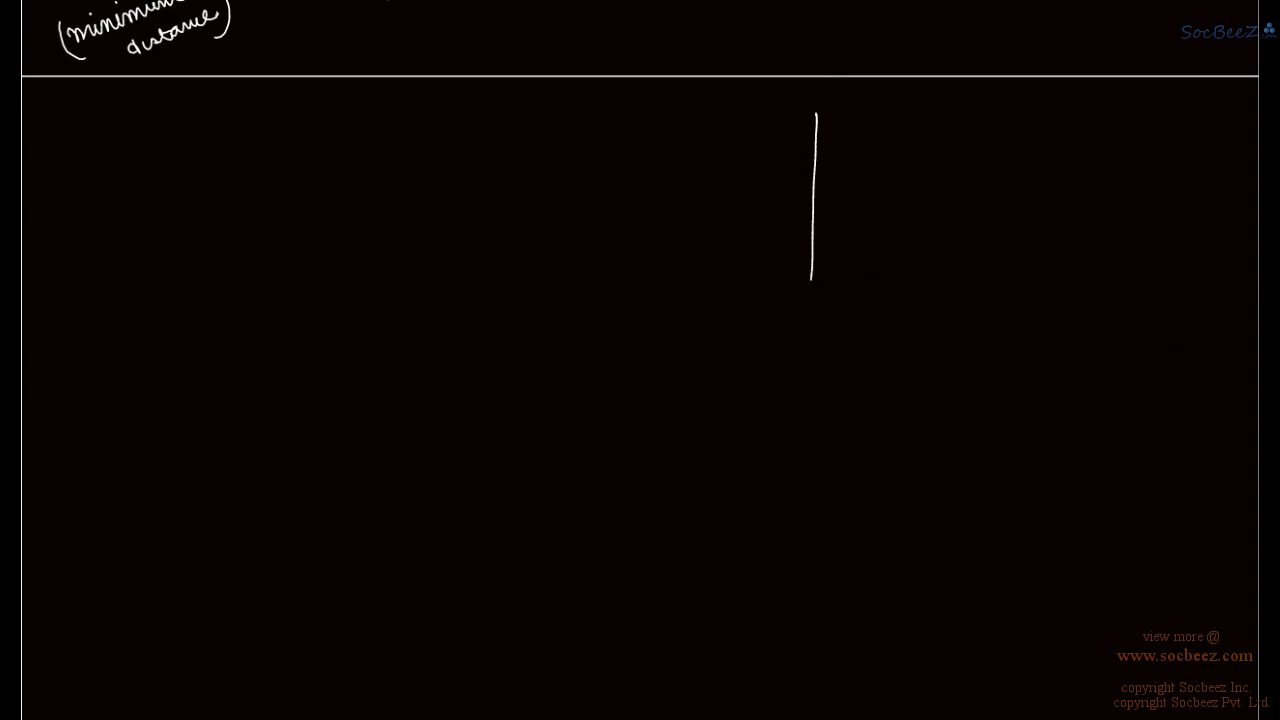 (minimum
distance)
SocBeeZ
view more @
www.socbeez.com
copyright Socbeez Inc.
copyright Socbeez Pvt. Ltd.